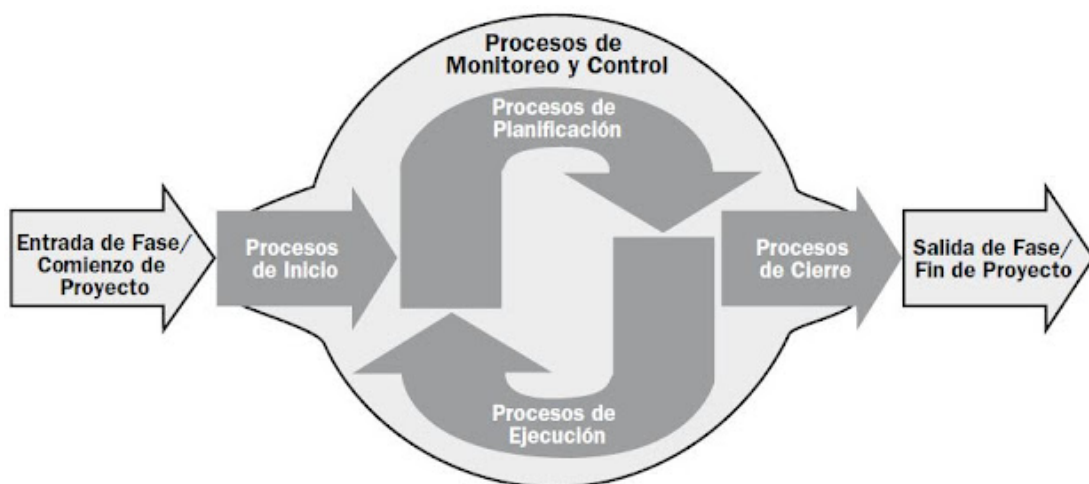 Procesos de
Monitoreo y Control
Procesos de
Planificación
Entrada de Fase/
Comienzo de
Proyecto
Procesos
de Inicio
Procesos
de Cierre
Salida de Fase/
Fin de Proyecto
Procesos de
Ejecución